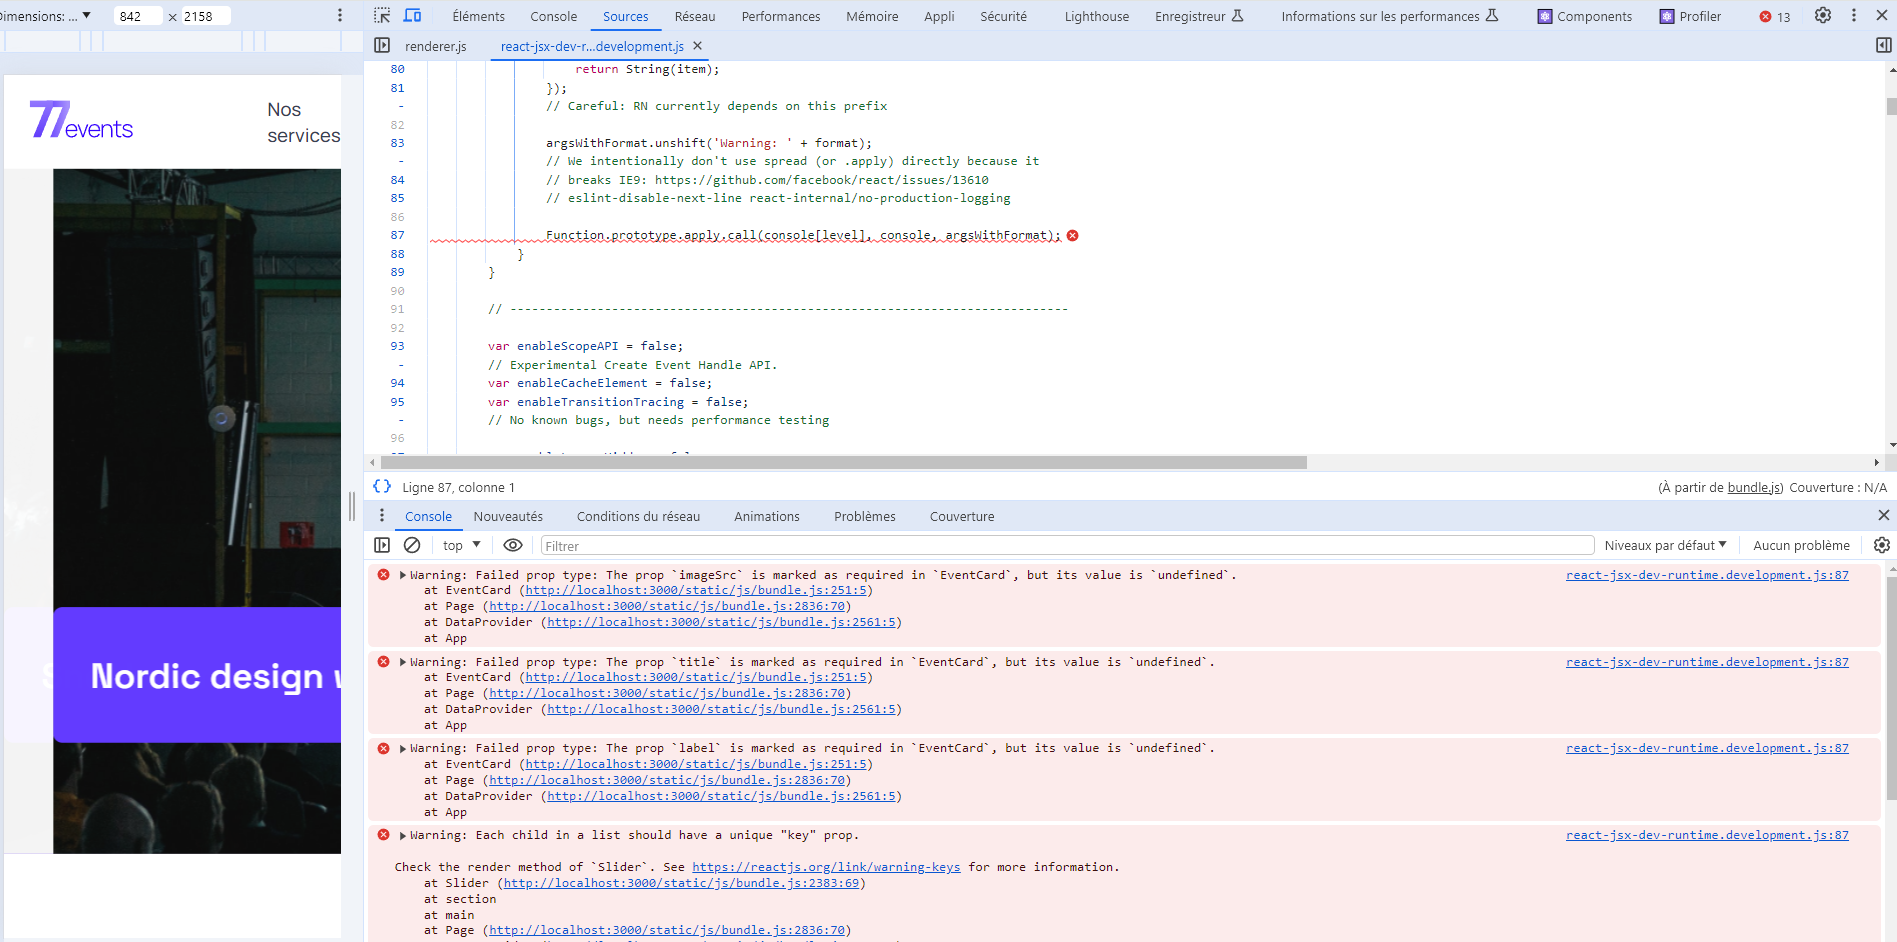 Dimensions: ... 842 × 2158
Éléments Console Sources Réseau Performances Mémoire Appli Sécurité Lighthouse Enregistreur Informations sur les performances Components Profiler 13
renderer.js react-jsx-dev-r...development.js
77events
Nos
services
Nordic design
80 return String(item);
81 });
- // Careful: RN currently depends on this prefix
82
83 argsWithFormat.unshift('Warning: ' + format);
- // We intentionally don't use spread (or .apply) directly because it
84 // breaks IE9: https://github.com/facebook/react/issues/13610
85 // eslint-disable-next-line react-internal/no-production-logging
86
87 Function.prototype.apply.call(console[level], console, argsWithFormat);
88 }
89 }
90
91 // -----------------------------------------------------------------------------
92
93 var enableScopeAPI = false;
- // Experimental Create Event Handle API.
94 var enableCacheElement = false;
95 var enableTransitionTracing = false;
- // No known bugs, but needs performance testing
96
{} Ligne 87, colonne 1 (À partir de bundle.js) Couverture : N/A
Console Nouveautés Conditions du réseau Animations Problèmes Couverture
top Filtrer Niveaux par défaut Aucun problème
Warning: Failed prop type: The prop `imageSrc` is marked as required in `EventCard`, but its value is `undefined`. react-jsx-dev-runtime.development.js:87
at EventCard (http://localhost:3000/static/js/bundle.js:251:5)
at Page (http://localhost:3000/static/js/bundle.js:2836:70)
at DataProvider (http://localhost:3000/static/js/bundle.js:2561:5)
at App
Warning: Failed prop type: The prop `title` is marked as required in `EventCard`, but its value is `undefined`. react-jsx-dev-runtime.development.js:87
at EventCard (http://localhost:3000/static/js/bundle.js:251:5)
at Page (http://localhost:3000/static/js/bundle.js:2836:70)
at DataProvider (http://localhost:3000/static/js/bundle.js:2561:5)
at App
Warning: Failed prop type: The prop `label` is marked as required in `EventCard`, but its value is `undefined`. react-jsx-dev-runtime.development.js:87
at EventCard (http://localhost:3000/static/js/bundle.js:251:5)
at Page (http://localhost:3000/static/js/bundle.js:2836:70)
at DataProvider (http://localhost:3000/static/js/bundle.js:2561:5)
at App
Warning: Each child in a list should have a unique "key" prop. react-jsx-dev-runtime.development.js:87
Check the render method of `Slider`. See https://reactjs.org/link/warning-keys for more information.
at Slider (http://localhost:3000/static/js/bundle.js:2383:69)
at section
at main
at Page (http://localhost:3000/static/js/bundle.js:2836:70)